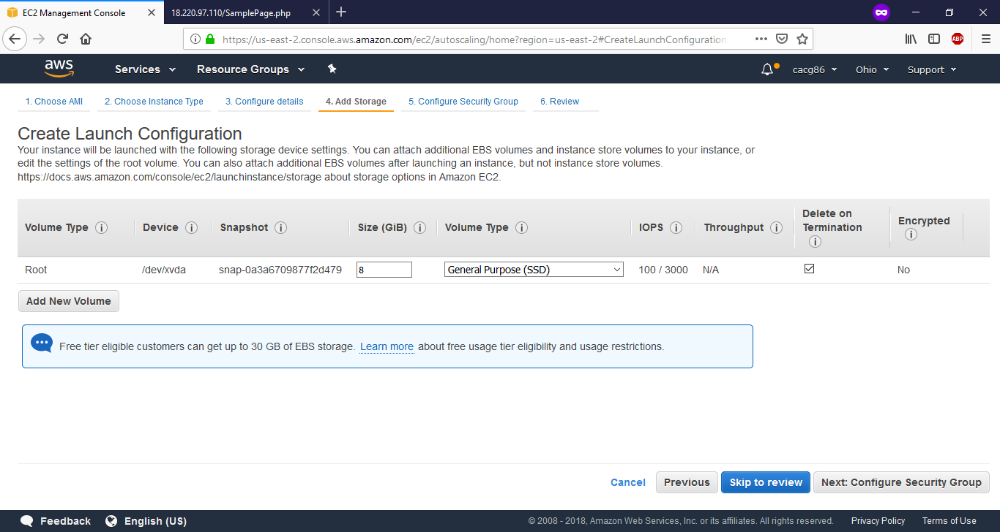 EC2 Management Console
18.220.97.110/SamplePage.php
https://us-east-2.console.aws.amazon.com/ec2/autoscaling/home?region=us-east-2#CreateLaunchConfiguration
ABP
aws
Services
Resource Groups
cacg86
Ohio
Support
1. Choose AMI
2. Choose Instance Type
3. Configure details
4. Add Storage
5. Configure Security Group
6. Review
Create Launch Configuration
Your instance will be launched with the following storage device settings. You can attach additional EBS volumes and instance store volumes to your instance, or
edit the settings of the root volume. You can also attach additional EBS volumes after launching an instance, but not instance store volumes.
https://docs.aws.amazon.com/console/ec2/launchinstance/storage about storage options in Amazon EC2.
Volume Type
Device
Snapshot
Size (GiB)
Volume Type
IOPS
Throughput
Delete on
Termination
Encrypted
Root
/dev/xvda
snap-0a3a6709877f2d479
8
General Purpose (SSD)
100 / 3000
N/A
No
Add New Volume
Free tier eligible customers can get up to 30 GB of EBS storage. Learn more about free usage tier eligibility and usage restrictions.
Cancel
Previous
Skip to review
Next: Configure Security Group
Feedback
English (US)
© 2008 - 2018, Amazon Web Services, Inc. or its affiliates. All rights reserved.
Privacy Policy
Terms of Use